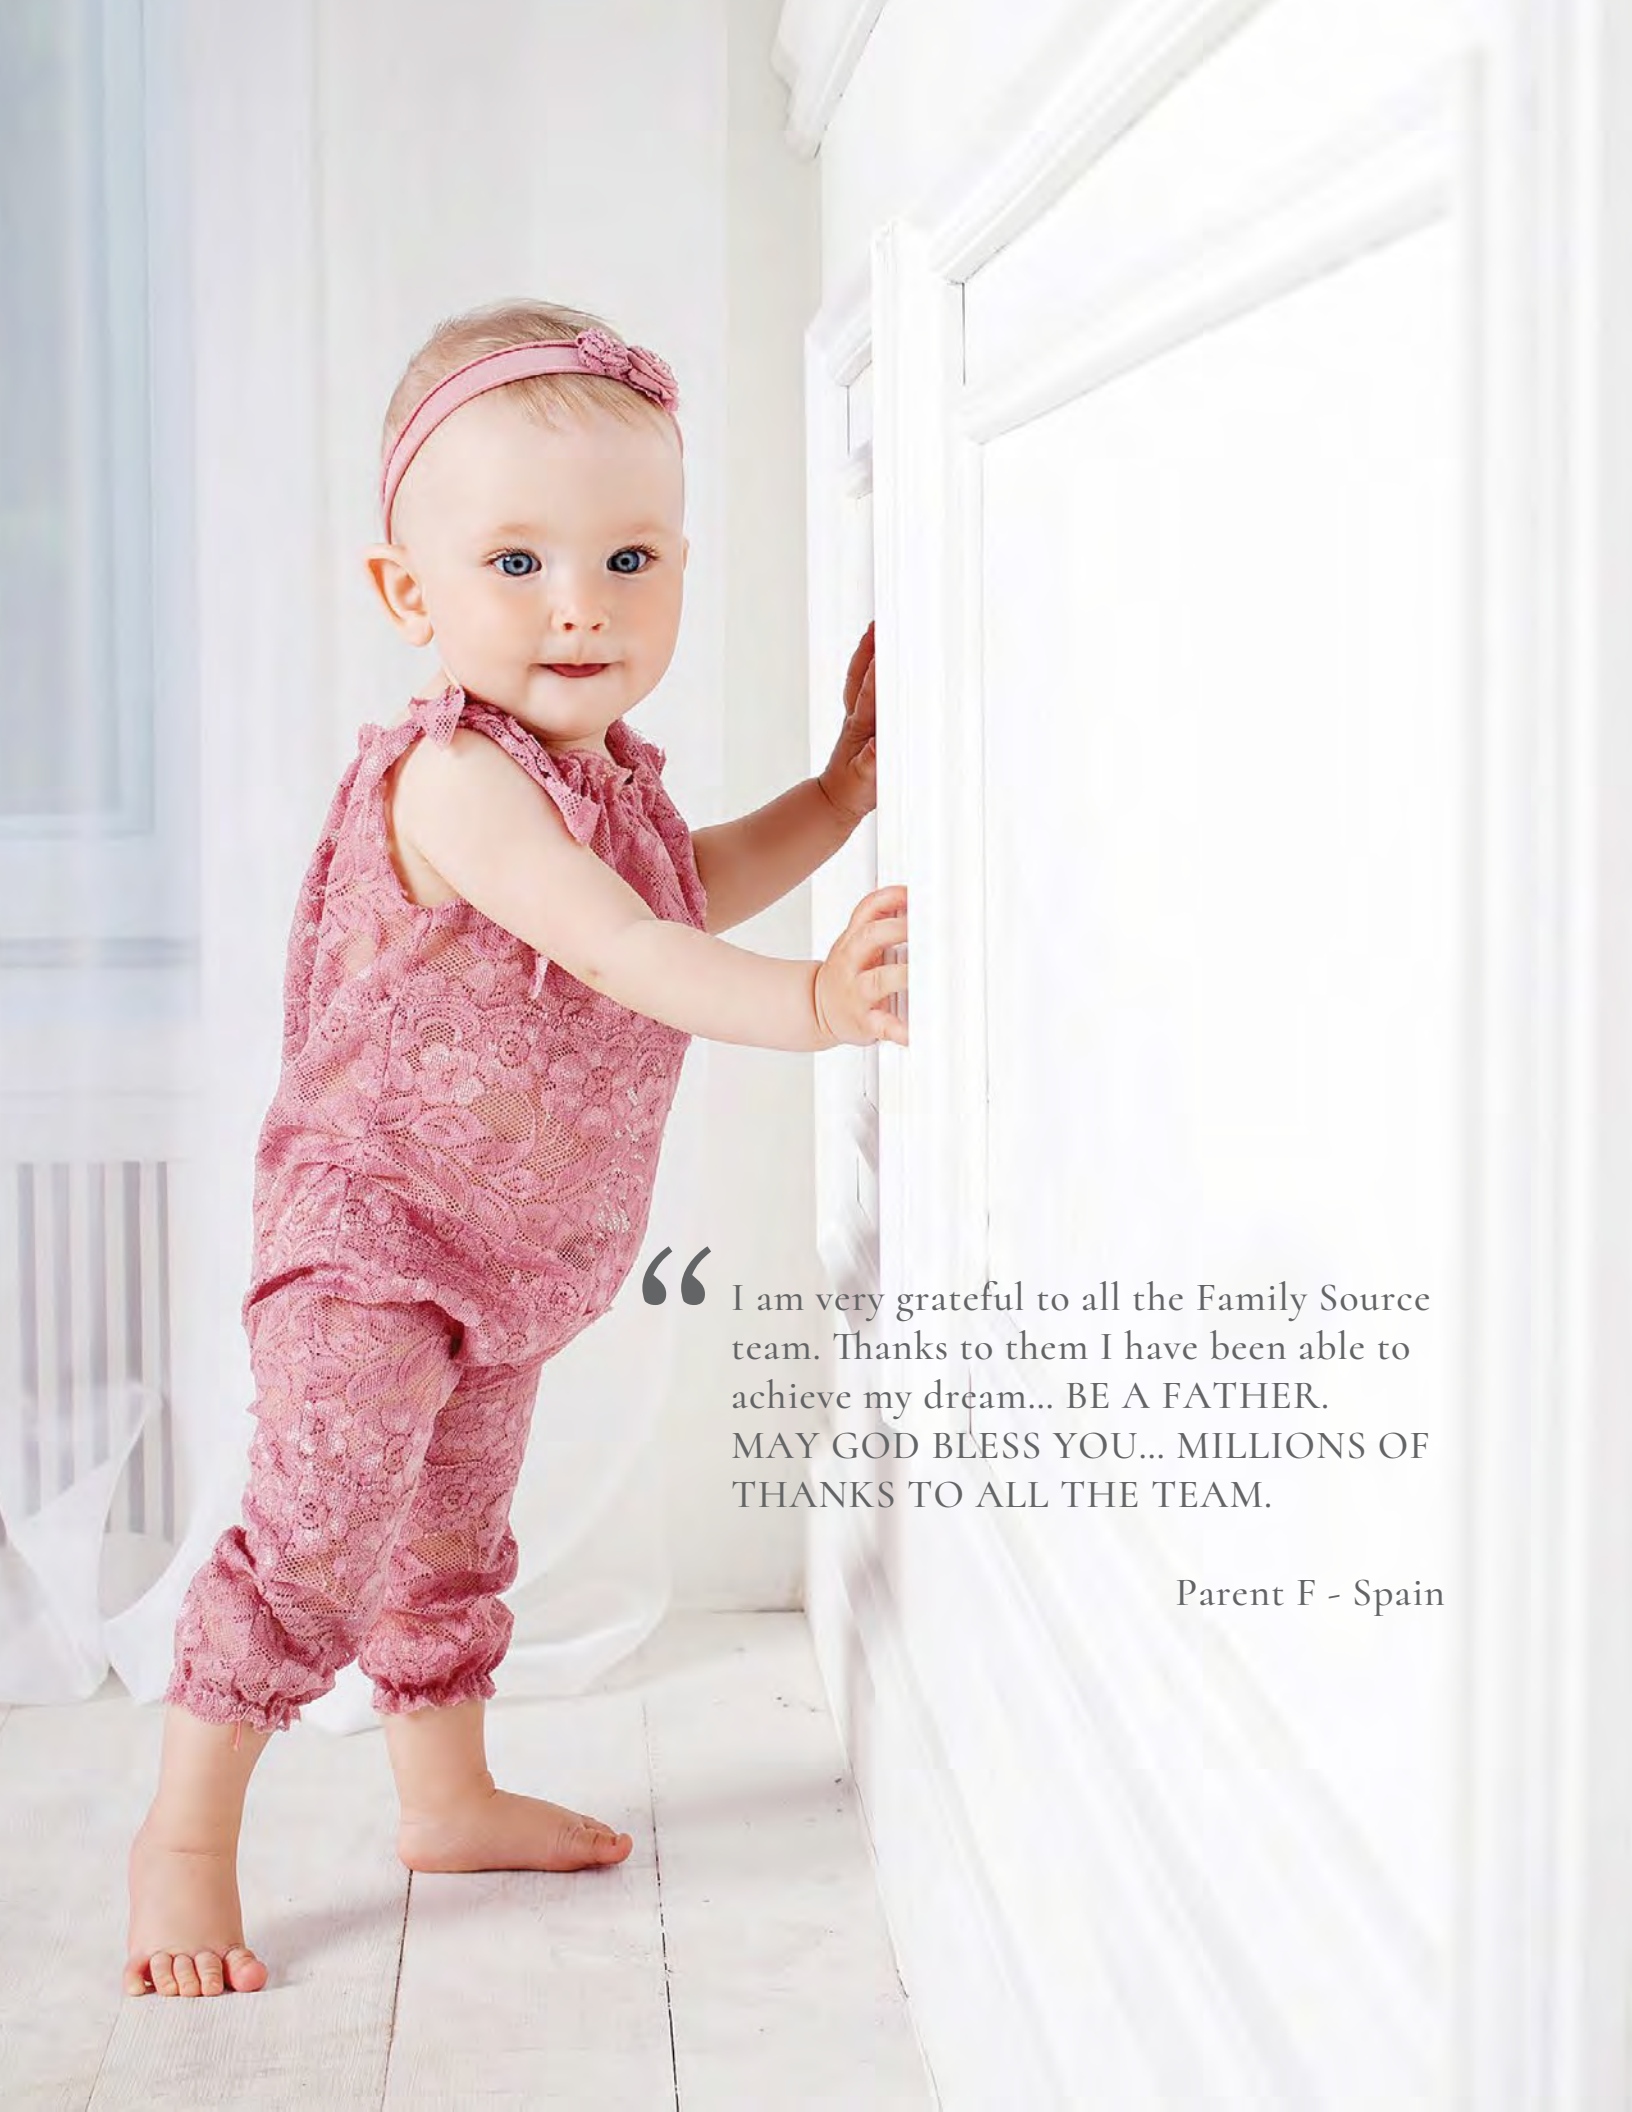 “ I am very grateful to all the Family Source
team. Thanks to them I have been able to
achieve my dream... BE A FATHER.
MAY GOD BLESS YOU... MILLIONS OF
THANKS TO ALL THE TEAM.
Parent F - Spain